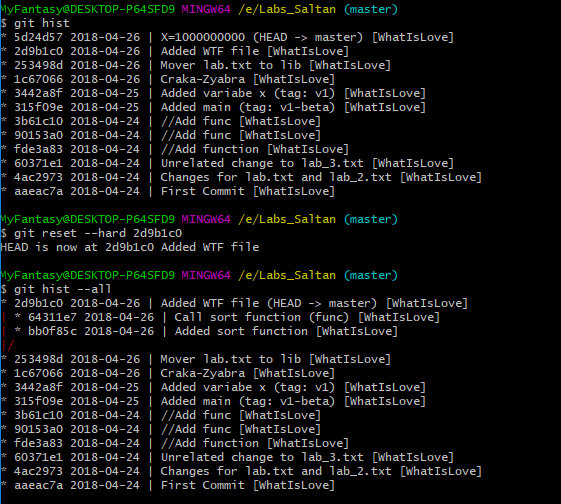 MyFantasy@DESKTOP-P64SFD9 MINGW64 /e/Labs_Saltan (master)
$ git hist
* 5d24d57 2018-04-26 | X=1000000000 (HEAD -> master) [WhatIsLove]
* 2d9b1c0 2018-04-26 | Added WTF file [WhatIsLove]
* 253498d 2018-04-26 | Mover lab.txt to lib [WhatIsLove]
* 1c67066 2018-04-26 | Craka-Zyabra [WhatIsLove]
* 3442a8f 2018-04-25 | Added variabe x (tag: v1) [WhatIsLove]
* 315f09e 2018-04-25 | Added main (tag: v1-beta) [WhatIsLove]
* 3b61c10 2018-04-24 | //Add func [WhatIsLove]
* 90153a0 2018-04-24 | //Add func [WhatIsLove]
* fde3a83 2018-04-24 | //Add function [WhatIsLove]
* 60371e1 2018-04-24 | Unrelated change to lab_3.txt [WhatIsLove]
* 4ac2973 2018-04-24 | Changes for lab.txt and lab_2.txt [WhatIsLove]
* aaeac7a 2018-04-24 | First Commit [WhatIsLove]
MyFantasy@DESKTOP-P64SFD9 MINGW64 /e/Labs_Saltan (master)
$ git reset --hard 2d9b1c0
HEAD is now at 2d9b1c0 Added WTF file
MyFantasy@DESKTOP-P64SFD9 MINGW64 /e/Labs_Saltan (master)
$ git hist --all
* 2d9b1c0 2018-04-26 | Added WTF file (HEAD -> master) [WhatIsLove]
| * 64311e7 2018-04-26 | Call sort function (func) [WhatIsLove]
| * bb0f85c 2018-04-26 | Added sort function [WhatIsLove]
|/
* 253498d 2018-04-26 | Mover lab.txt to lib [WhatIsLove]
* 1c67066 2018-04-26 | Craka-Zyabra [WhatIsLove]
* 3442a8f 2018-04-25 | Added variabe x (tag: v1) [WhatIsLove]
* 315f09e 2018-04-25 | Added main (tag: v1-beta) [WhatIsLove]
* 3b61c10 2018-04-24 | //Add func [WhatIsLove]
* 90153a0 2018-04-24 | //Add func [WhatIsLove]
* fde3a83 2018-04-24 | //Add function [WhatIsLove]
* 60371e1 2018-04-24 | Unrelated change to lab_3.txt [WhatIsLove]
* 4ac2973 2018-04-24 | Changes for lab.txt and lab_2.txt [WhatIsLove]
* aaeac7a 2018-04-24 | First Commit [WhatIsLove]